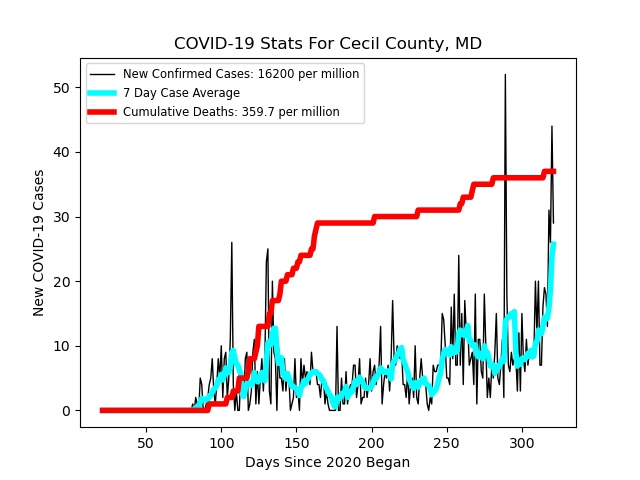 COVID-19 Stats For Cecil County, MD
New Confirmed Cases: 16200 per million
7 Day Case Average
Cumulative Deaths: 359.7 per million
New COVID-19 Cases
50
40
30
20
10
0
50 100 150 200 250 300
Days Since 2020 Began